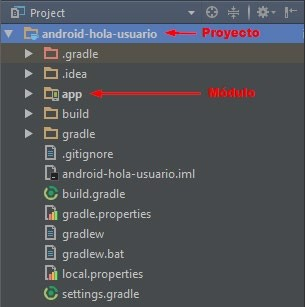 Project
android-hola-usuario
Proyecto
.gradle
.idea
app
Módulo
build
gradle
.gitignore
android-hola-usuario.iml
build.gradle
gradle.properties
gradlew
gradlew.bat
local.properties
settings.gradle